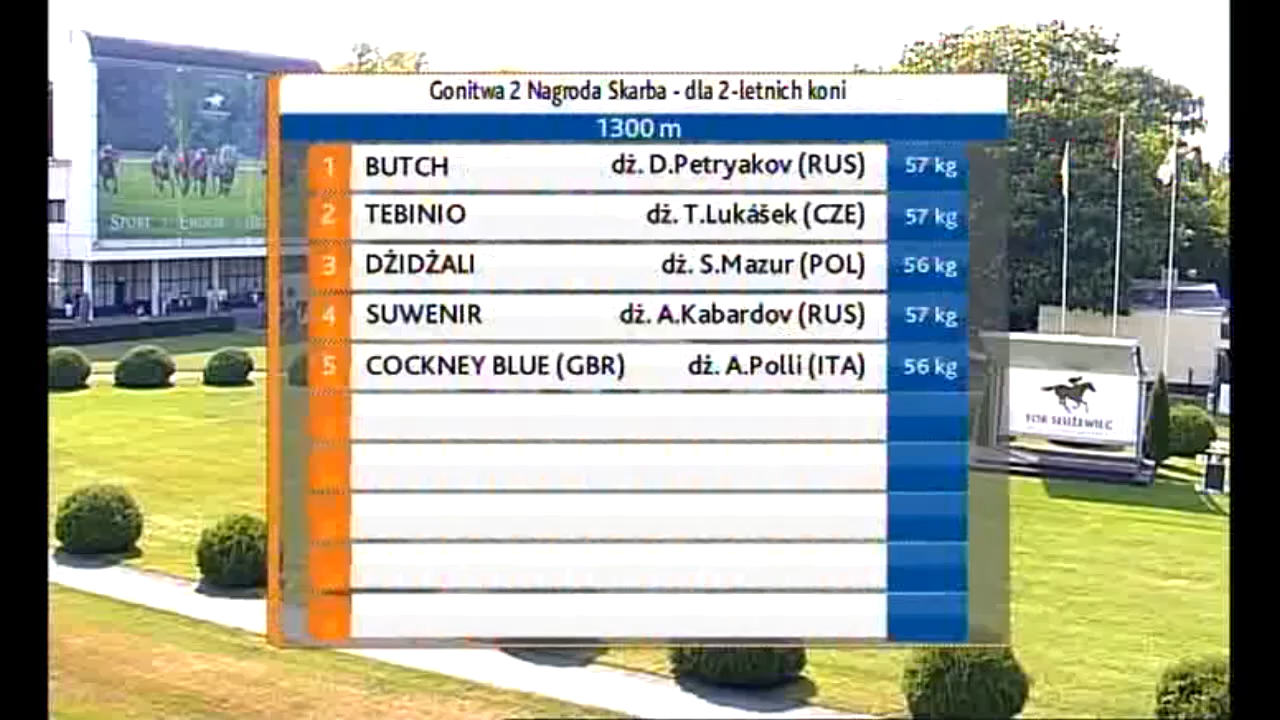 Gonitwa 2 Nagroda Skarba - dla 2-letnich koni
1300 m
1 BUTCH dż. D.Petryakov (RUS) 57 kg
2 TEBINIO dż. T.Lukášek (CZE) 57 kg
3 DŻIDŻALI dż. S.Mazur (POL) 56 kg
4 SUWENIR dż. A.Kabardov (RUS) 57 kg
5 COCKNEY BLUE (GBR) dż. A.Polli (ITA) 56 kg
SPORT
TOR SŁUŻEWIEC